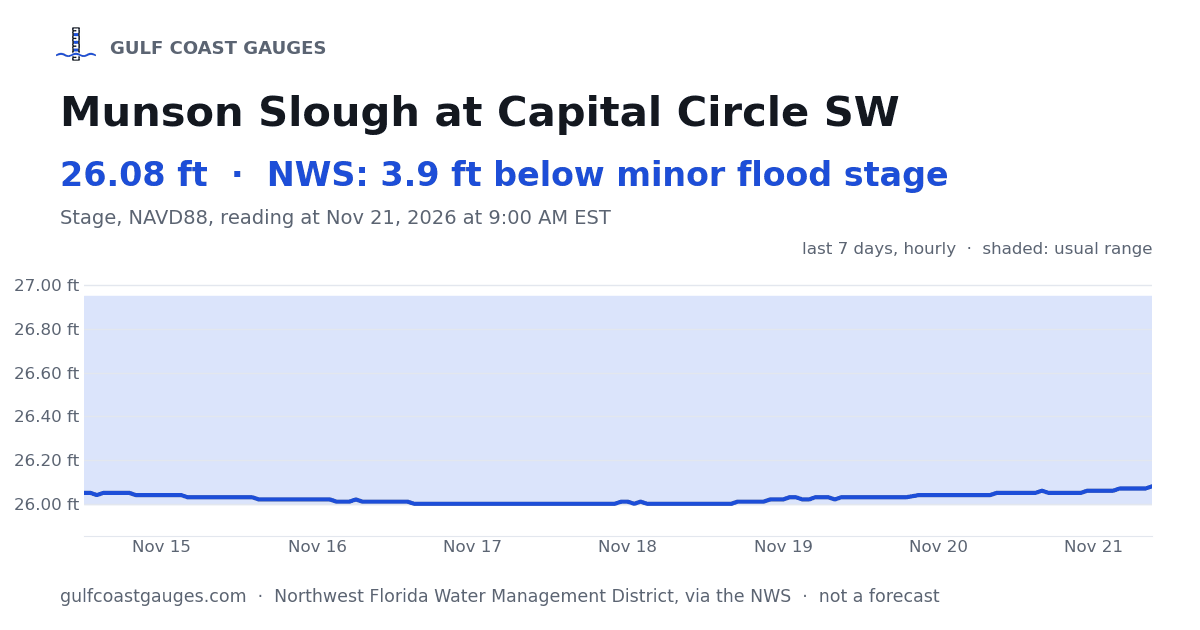 GULF COAST GAUGES
Munson Slough at Capital Circle SW
26.08 ft · NWS: 3.9 ft below minor flood stage
Stage, NAVD88, reading at Nov 21, 2026 at 9:00 AM EST
last 7 days, hourly · shaded: usual range
27.00 ft
26.80 ft
26.60 ft
26.40 ft
26.20 ft
26.00 ft
Nov 15 Nov 16 Nov 17 Nov 18 Nov 19 Nov 20 Nov 21
gulfcoastgauges.com · Northwest Florida Water Management District, via the NWS · not a forecast